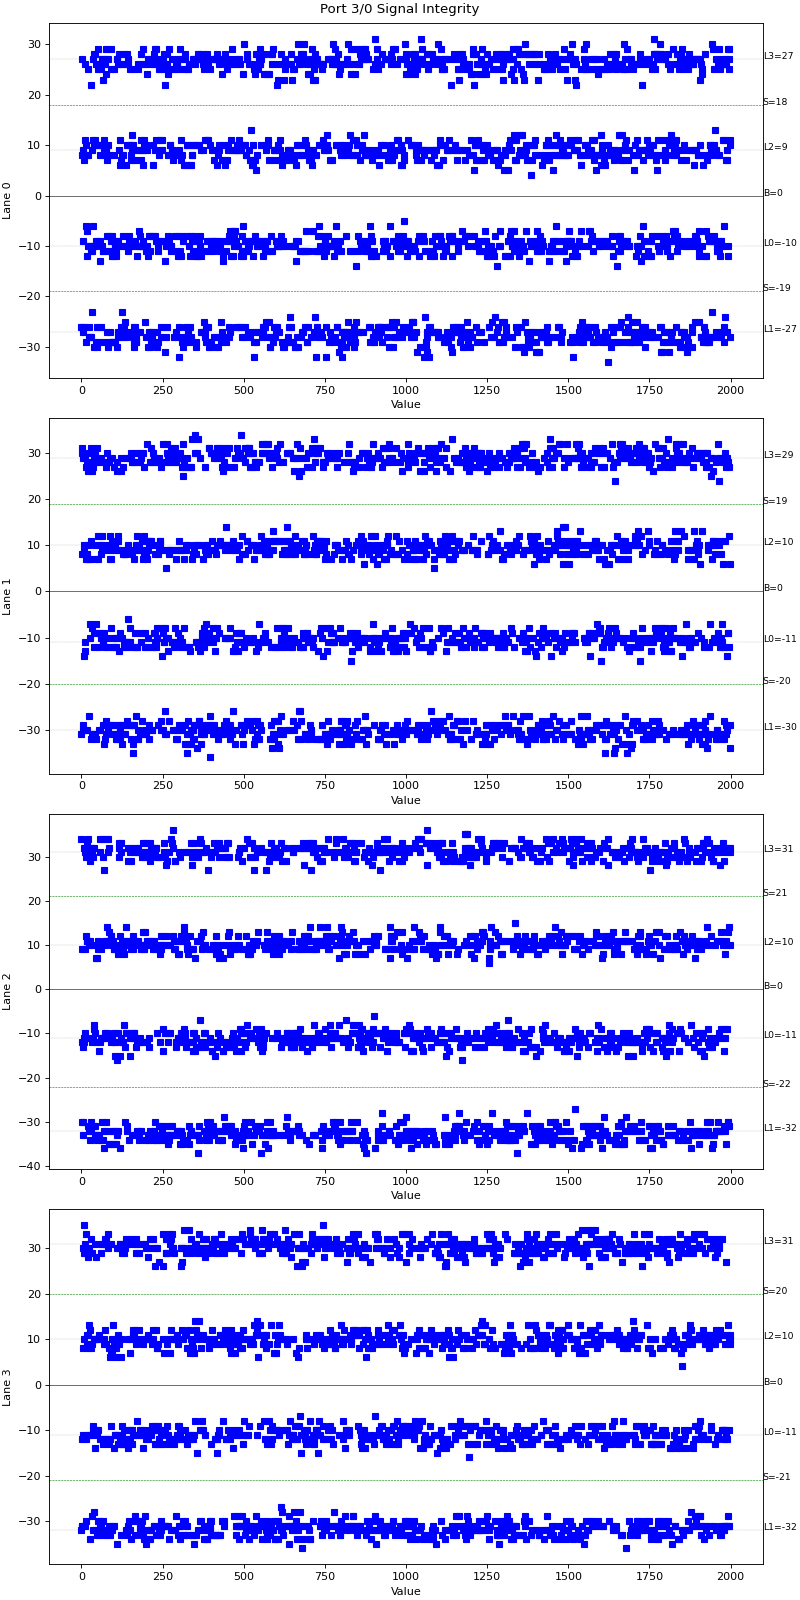 Port 3/0 Signal Integrity
30
20
10
0
−10
−20
−30
Lane 0
L3=27
S=18
L2=9
B=0
L0=-10
S=-19
L1=-27
0 250 500 750 1000 1250 1500 1750 2000
Value
30
20
10
0
−10
−20
−30
Lane 1
L3=29
S=19
L2=10
B=0
L0=-11
S=-20
L1=-30
0 250 500 750 1000 1250 1500 1750 2000
Value
30
20
10
0
−10
−20
−30
−40
Lane 2
L3=31
S=21
L2=10
B=0
L0=-11
S=-22
L1=-32
0 250 500 750 1000 1250 1500 1750 2000
Value
30
20
10
0
−10
−20
−30
Lane 3
L3=31
S=20
L2=10
B=0
L0=-11
S=-21
L1=-32
0 250 500 750 1000 1250 1500 1750 2000
Value